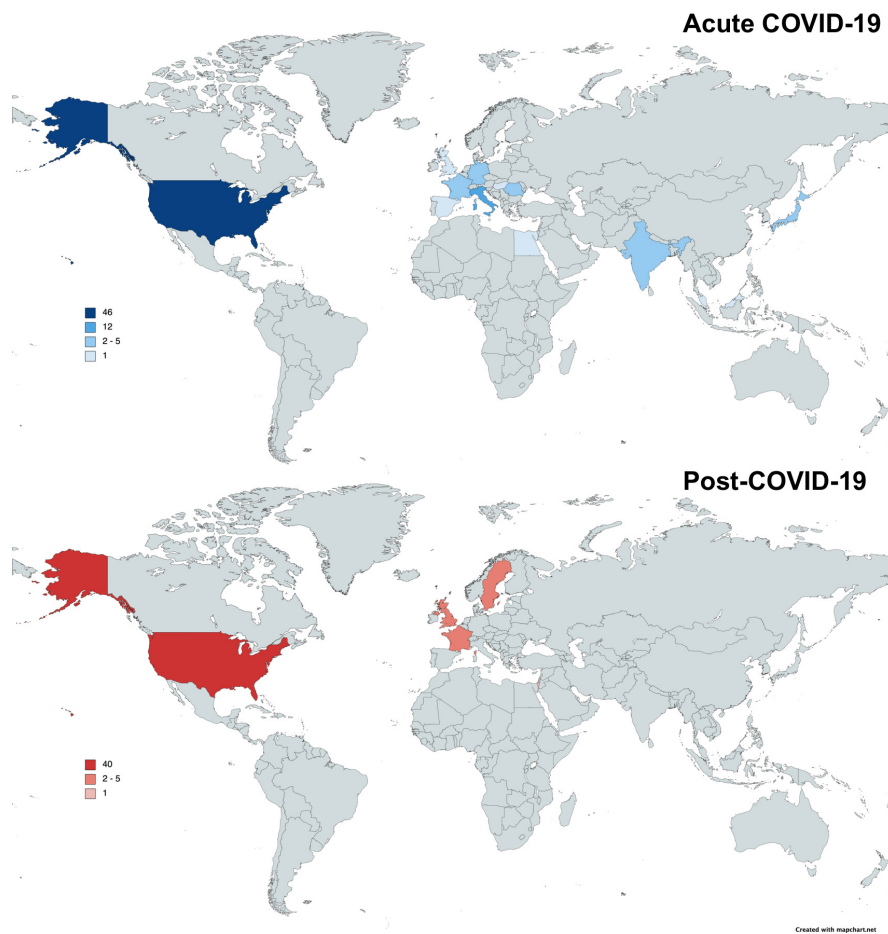 Acute COVID-19
46
12
2 - 5
1
Post-COVID-19
40
2 - 5
1
Created with mapchart.net